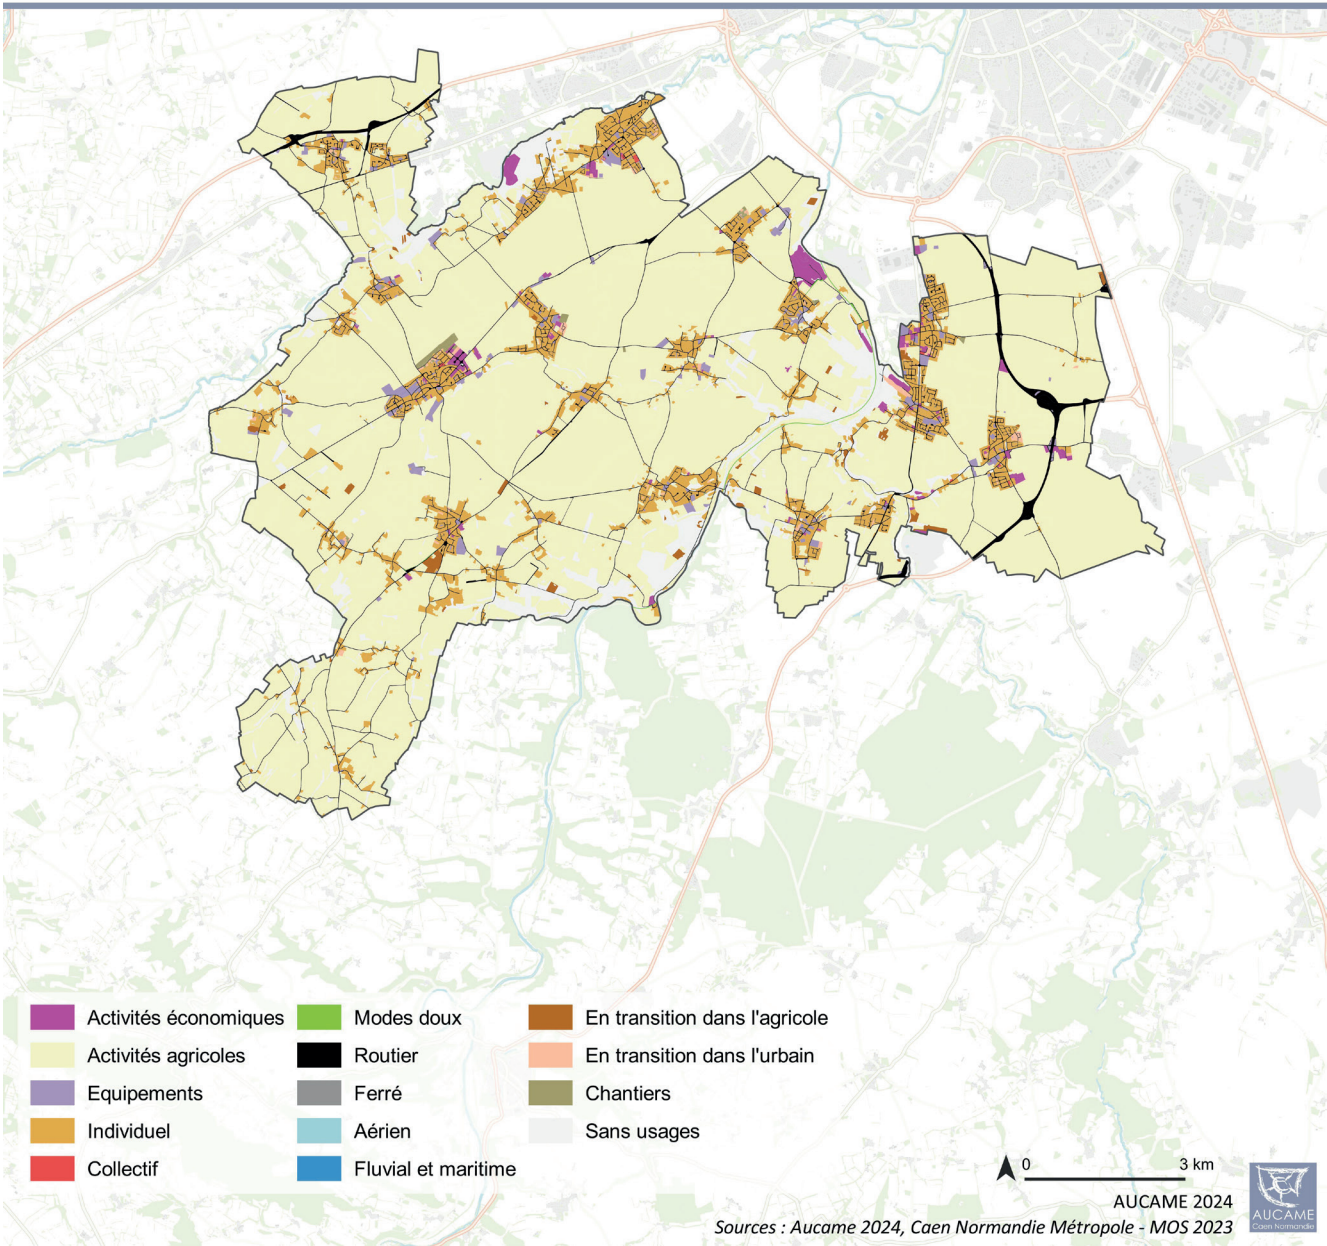 Activités économiques
Activités agricoles
Equipements
Individuel
Collectif
Modes doux
Routier
Ferré
Aérien
Fluvial et maritime
En transition dans l'agricole
En transition dans l'urbain
Chantiers
Sans usages
0 3 km
AUCAME 2024
Sources : Aucame 2024, Caen Normandie Métropole - MOS 2023
AUCAME
Caen Normandie